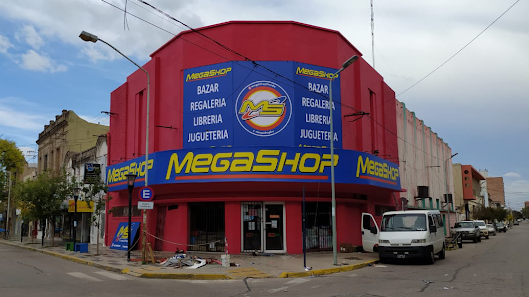 MEGASHOP
MEGASHOP
BAZAR
REGALERIA
LIBRERIA
JUGUETERIA
MS
BAZAR
REGALERIA
LIBRERIA
JUGUETERIA
MEGASHOP
MEGASHOP
MEGASHOP
E